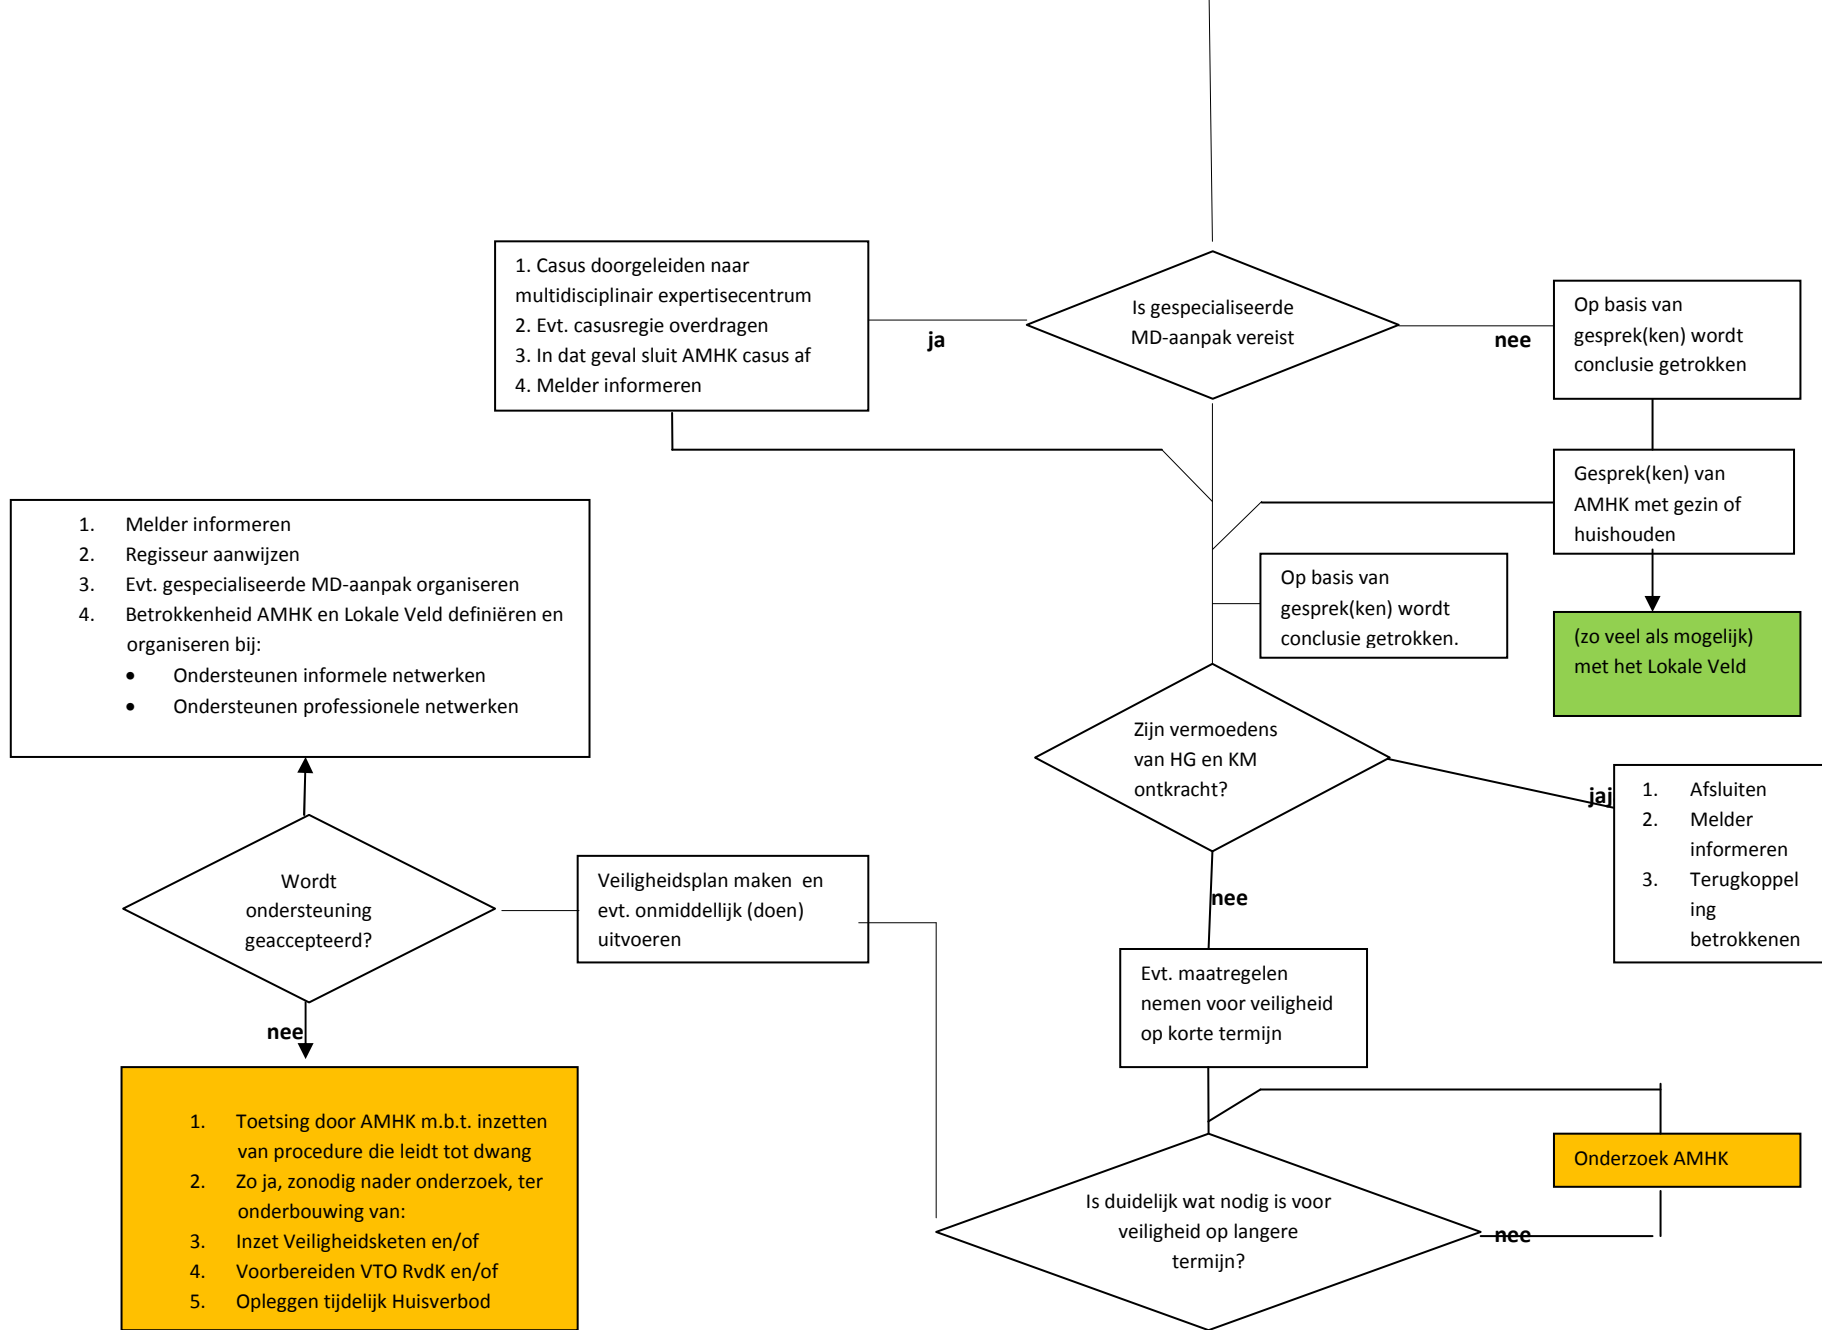 1. Casus doorgeleiden naar
multidisciplinair expertisecentrum
2. Evt. casusregie overdragen
3. In dat geval sluit AMHK casus af
4. Melder informeren
ja
Is gespecialiseerde
MD-aanpak vereist
nee
Op basis van
gesprek(ken) wordt
conclusie getrokken
Gesprek(ken) van
AMHK met gezin of
huishouden
(zo veel als mogelijk)
met het Lokale Veld
Op basis van
gesprek(ken) wordt
conclusie getrokken.
1. Melder informeren
2. Regisseur aanwijzen
3. Evt. gespecialiseerde MD-aanpak organiseren
4. Betrokkenheid AMHK en Lokale Veld definiëren en
organiseren bij:
• Ondersteunen informele netwerken
• Ondersteunen professionele netwerken
Zijn vermoedens
van HG en KM
ontkracht?
jaj
1. Afsluiten
2. Melder
informeren
3. Terugkoppel
ing
betrokkenen
nee
Wordt
ondersteuning
geaccepteerd?
Veiligheidsplan maken en
evt. onmiddellijk (doen)
uitvoeren
Evt. maatregelen
nemen voor veiligheid
op korte termijn
nee
1. Toetsing door AMHK m.b.t. inzetten
van procedure die leidt tot dwang
2. Zo ja, zonodig nader onderzoek, ter
onderbouwing van:
3. Inzet Veiligheidsketen en/of
4. Voorbereiden VTO RvdK en/of
5. Opleggen tijdelijk Huisverbod
Onderzoek AMHK
Is duidelijk wat nodig is voor
veiligheid op langere
termijn?
nee